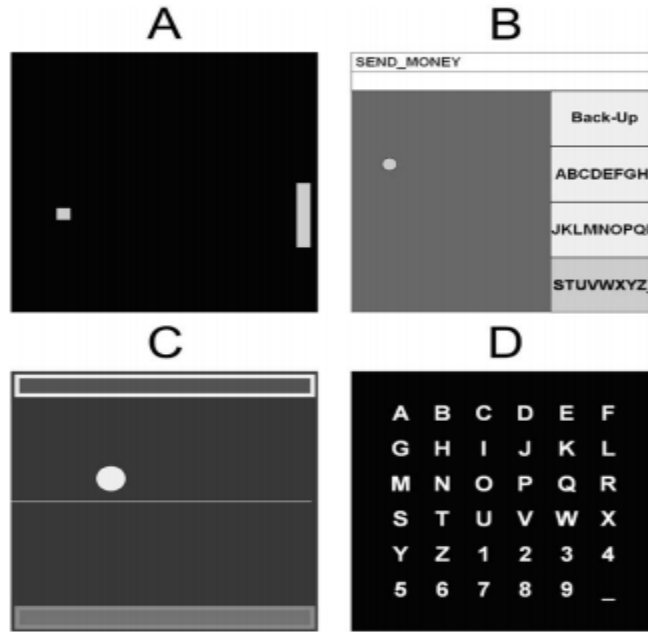 A
B
SEND_MONEY
Back-Up
ABCDEFGH
JKLMNOPQ
STUVWXYZ_
C
D
A B C D E F
G H I J K L
M N O P Q R
S T U V W X
Y Z 1 2 3 4
5 6 7 8 9 _